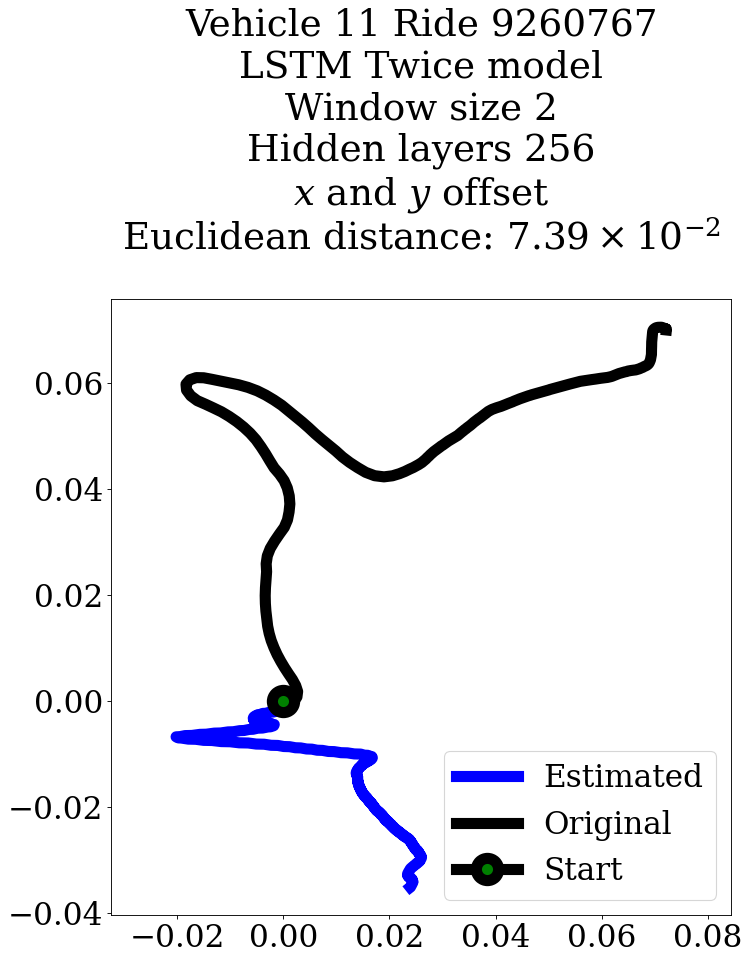 Vehicle 11 Ride 9260767
LSTM Twice model
Window size 2
Hidden layers 256
x and y offset
Euclidean distance: 7.39 × 10⁻²
0.06
0.04
0.02
0.00
−0.02
−0.04
Estimated
Original
Start
−0.02 0.00 0.02 0.04 0.06 0.08